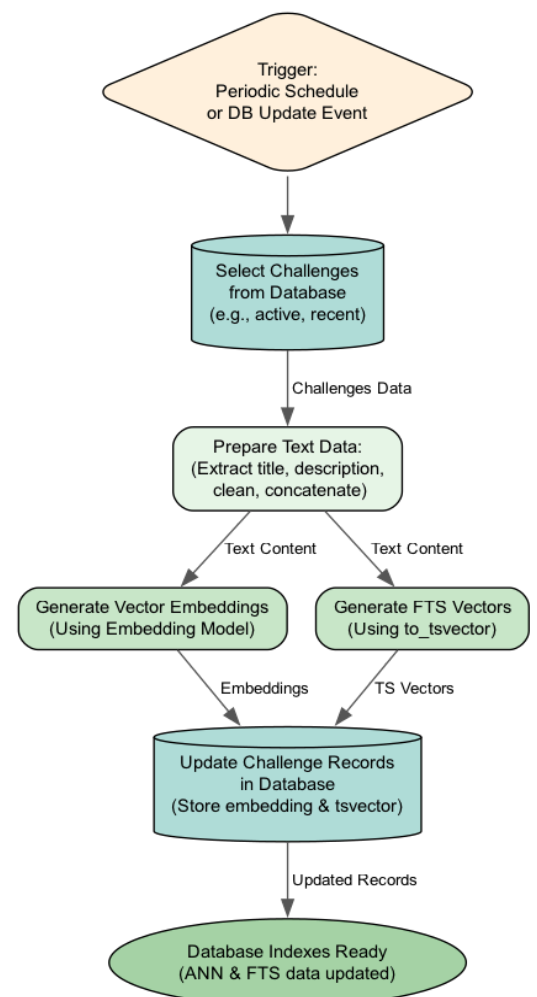 Trigger:
Periodic Schedule
or DB Update Event
Select Challenges
from Database
(e.g., active, recent)
Challenges Data
Prepare Text Data:
(Extract title, description,
clean, concatenate)
Text Content
Text Content
Generate Vector Embeddings
(Using Embedding Model)
Generate FTS Vectors
(Using to_tsvector)
Embeddings
TS Vectors
Update Challenge Records
in Database
(Store embedding & tsvector)
Updated Records
Database Indexes Ready
(ANN & FTS data updated)